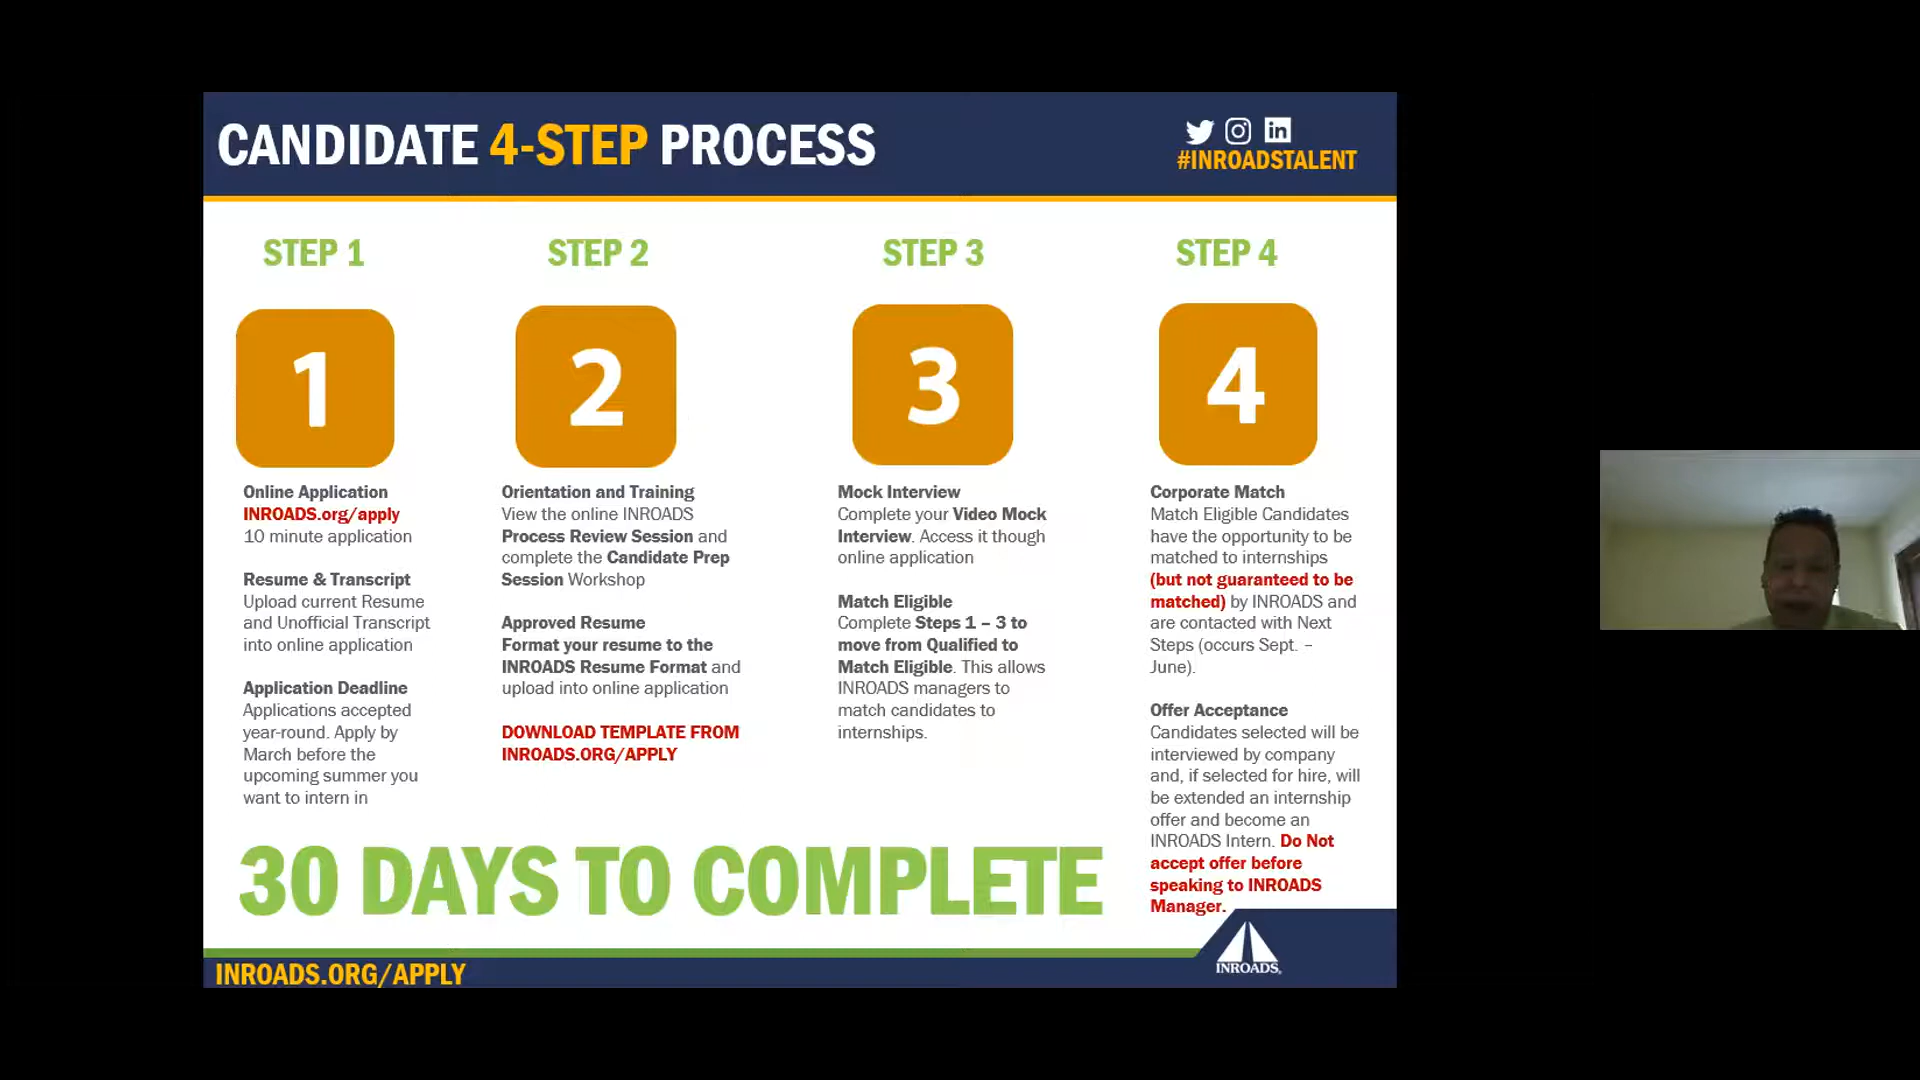 CANDIDATE 4-STEP PROCESS
#INROADSTALENT
STEP 1
1
Online Application
INROADS.org/apply
10 minute application
Resume & Transcript
Upload current Resume
and Unofficial Transcript
into online application
Application Deadline
Applications accepted
year-round. Apply by
March before the
upcoming summer you
want to intern in
STEP 2
2
Orientation and Training
View the online INROADS
Process Review Session and
complete the Candidate Prep
Session Workshop
Approved Resume
Format your resume to the
INROADS Resume Format and
upload into online application
DOWNLOAD TEMPLATE FROM
INROADS.ORG/APPLY
STEP 3
3
Mock Interview
Complete your Video Mock
Interview. Access it though
online application
Match Eligible
Complete Steps 1 – 3 to
move from Qualified to
Match Eligible. This allows
INROADS managers to
match candidates to
internships.
STEP 4
4
Corporate Match
Match Eligible Candidates
have the opportunity to be
matched to internships
(but not guaranteed to be
matched) by INROADS and
are contacted with Next
Steps (occurs Sept. –
June).
Offer Acceptance
Candidates selected will be
interviewed by company
and, if selected for hire, will
be extended an internship
offer and become an
INROADS Intern. Do Not
accept offer before
speaking to INROADS
Manager.
30 DAYS TO COMPLETE
INROADS.ORG/APPLY
INROADS